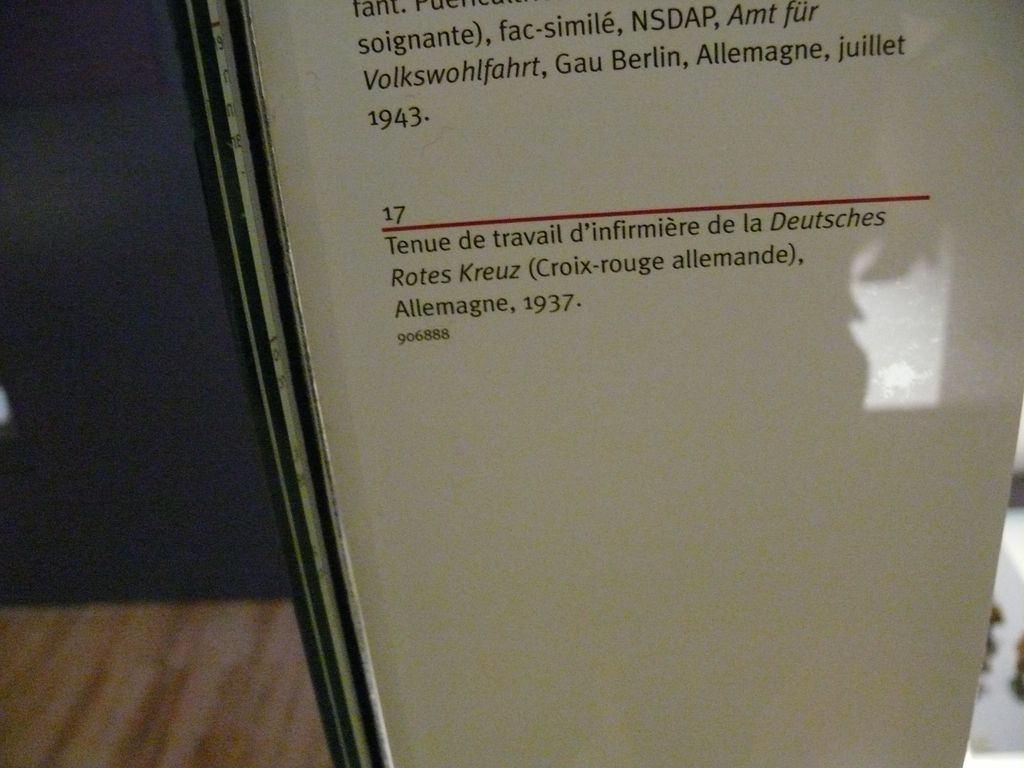 fant.
soignante), fac-similé, NSDAP, Amt für
Volkswohlfahrt, Gau Berlin, Allemagne, juillet
1943.
17
Tenue de travail d'infirmière de la Deutsches
Rotes Kreuz (Croix-rouge allemande),
Allemagne, 1937.
906888